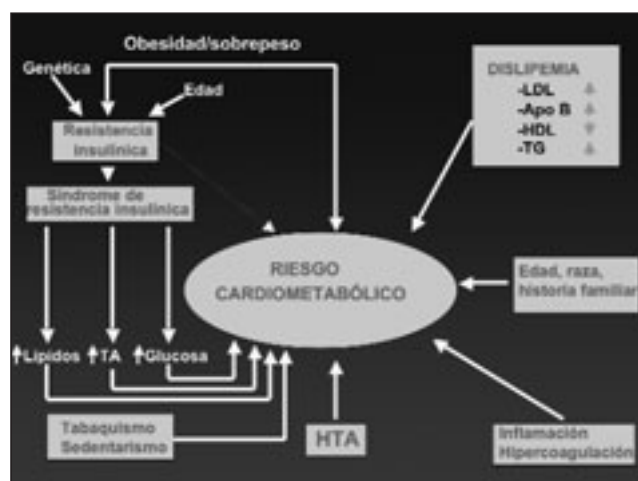 Obesidad/sobrepeso
Genética
Edad
Resistencia
insulínica
Síndrome de
resistencia insulínica
DISLIPEMIA
-LDL
-Apo B
-HDL
-TG
RIESGO
CARDIOMETABÓLICO
Edad, raza,
historia familiar
Lípidos
TA
Glucosa
Tabaquismo
Sedentarismo
HTA
Inflamación
Hipercoagulación